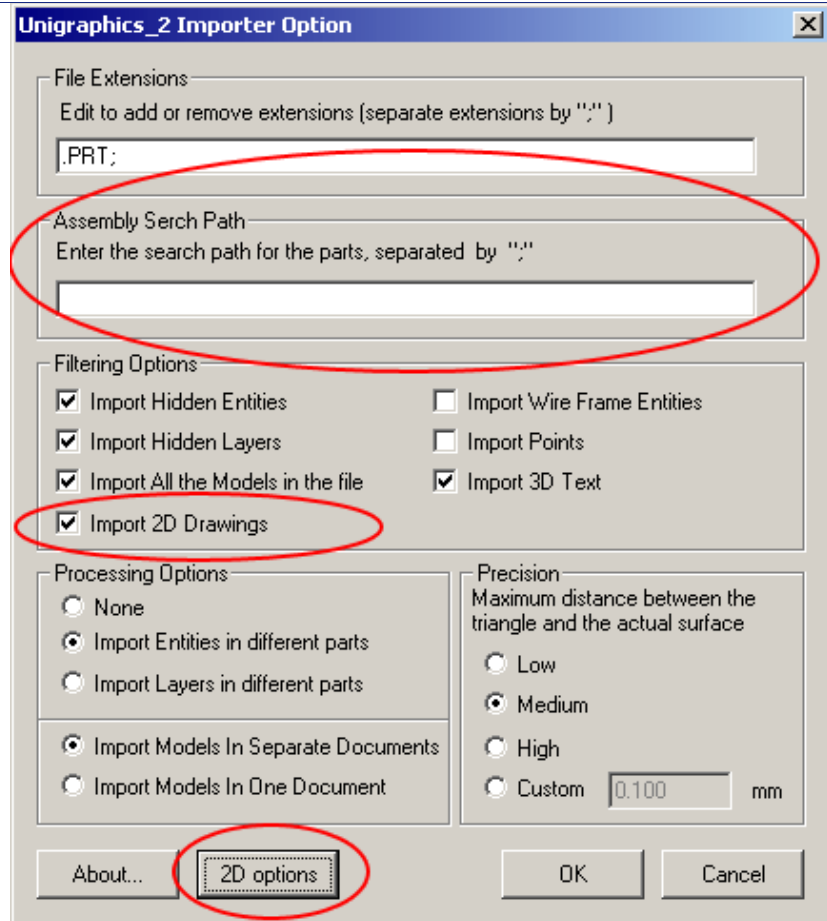 Unigraphics_2 Importer Option
File Extensions
Edit to add or remove extensions (separate extensions by ";" )
.PRT;
Assembly Serch Path
Enter the search path for the parts, separated by ";"
Filtering Options
Import Hidden Entities
Import Wire Frame Entities
Import Hidden Layers
Import Points
Import All the Models in the file
Import 3D Text
Import 2D Drawings
Processing Options
None
Import Entities in different parts
Import Layers in different parts
Import Models In Separate Documents
Import Models In One Document
Precision
Maximum distance between the
triangle and the actual surface
Low
Medium
High
Custom 0.100 mm
About... 2D options OK Cancel